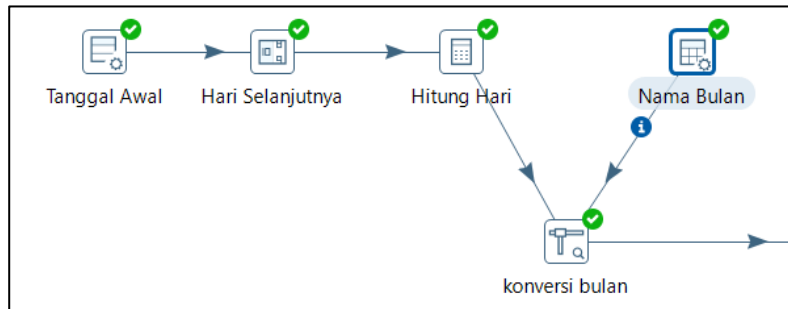 Tanggal Awal
Hari Selanjutnya
Hitung Hari
Nama Bulan
konversi bulan